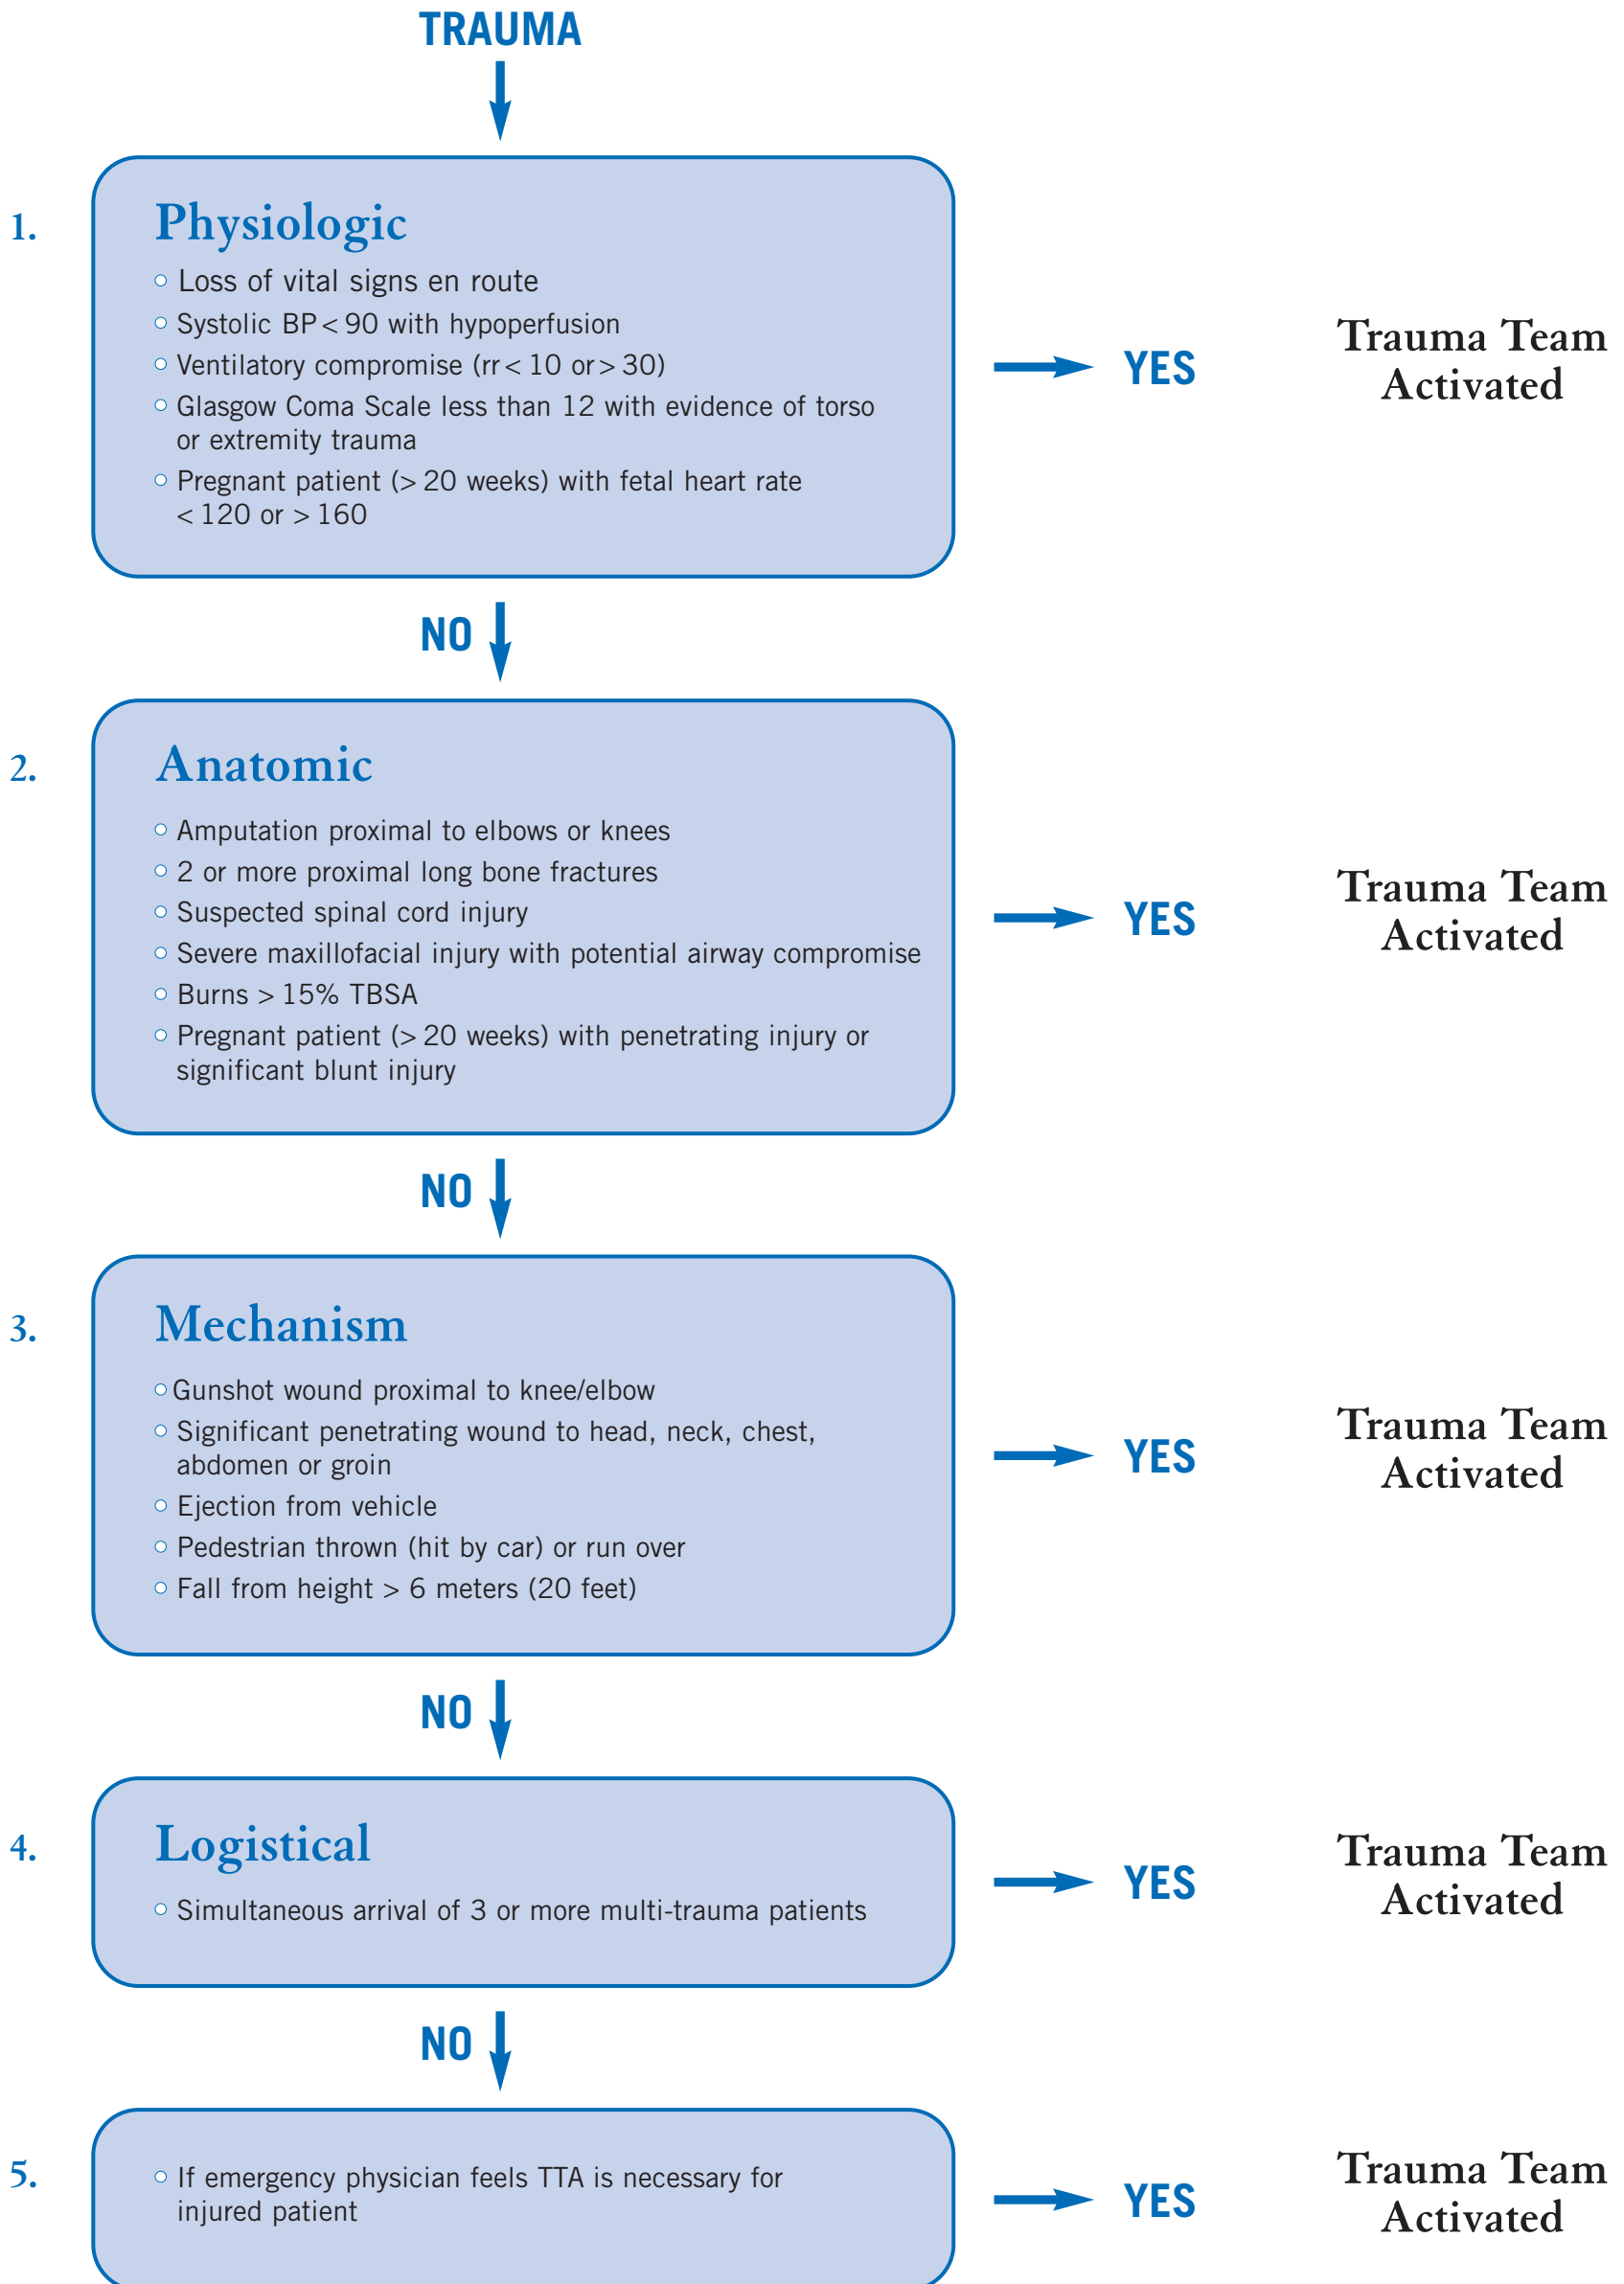 TRAUMA
1.
Physiologic
Loss of vital signs en route
Systolic BP < 90 with hypoperfusion
Ventilatory compromise (rr < 10 or > 30)
Glasgow Coma Scale less than 12 with evidence of torso
or extremity trauma
Pregnant patient (> 20 weeks) with fetal heart rate
< 120 or > 160
YES
Trauma Team
Activated
NO
2.
Anatomic
Amputation proximal to elbows or knees
2 or more proximal long bone fractures
Suspected spinal cord injury
Severe maxillofacial injury with potential airway compromise
Burns > 15% TBSA
Pregnant patient (> 20 weeks) with penetrating injury or
significant blunt injury
YES
Trauma Team
Activated
NO
3.
Mechanism
Gunshot wound proximal to knee/elbow
Significant penetrating wound to head, neck, chest,
abdomen or groin
Ejection from vehicle
Pedestrian thrown (hit by car) or run over
Fall from height > 6 meters (20 feet)
YES
Trauma Team
Activated
NO
4.
Logistical
Simultaneous arrival of 3 or more multi-trauma patients
YES
Trauma Team
Activated
NO
5.
If emergency physician feels TTA is necessary for
injured patient
YES
Trauma Team
Activated